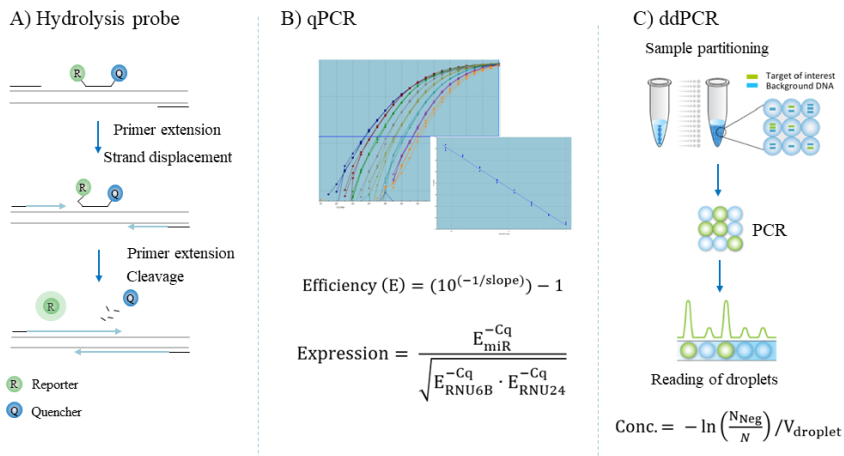 A) Hydrolysis probe
R
Q
Primer extension
Strand displacement
R
Q
Primer extension
Cleavage
R
Q
R Reporter
Q Quencher
B) qPCR
Efficiency (E) = (10^(−1/slope)) − 1
Expression = E_miR^−Cq / √(E_RNU6B^−Cq · E_RNU24^−Cq)
C) ddPCR
Sample partitioning
Target of interest
Background DNA
PCR
Reading of droplets
Conc. = − ln (N_Neg / N) /V_droplet